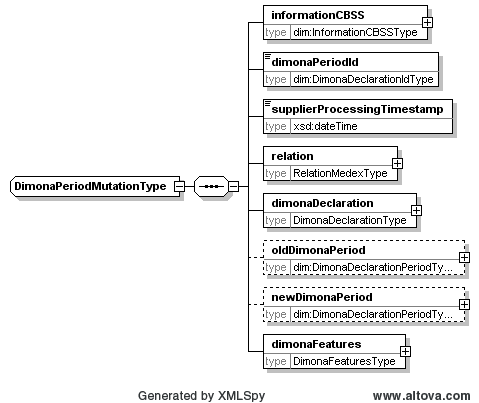 informationCBSS
type dim:InformationCBSSType
dimonaPeriodId
type dim:DimonaDeclarationIdType
supplierProcessingTimestamp
type xsd:dateTime
relation
type RelationMedexType
DimonaPeriodMutationType
dimonaDeclaration
type DimonaDeclarationType
oldDimonaPeriod
type dim:DimonaDeclarationPeriodTy...
newDimonaPeriod
type dim:DimonaDeclarationPeriodTy...
dimonaFeatures
type DimonaFeaturesType
Generated by XMLSpy www.altova.com